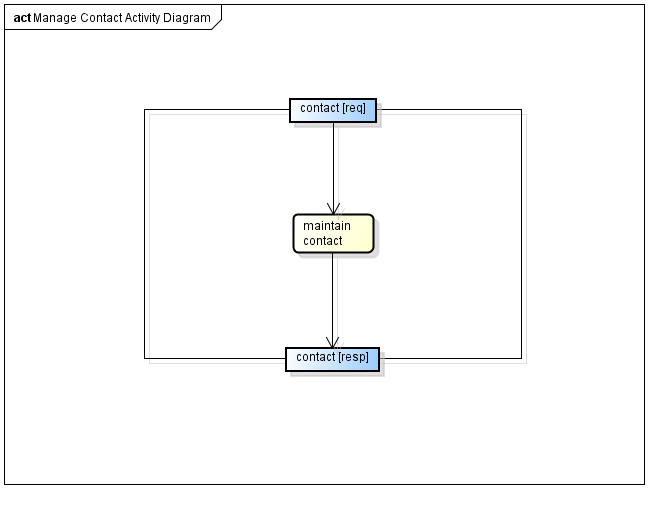 act Manage Contact Activity Diagram
contact [req]
maintain
contact
contact [resp]